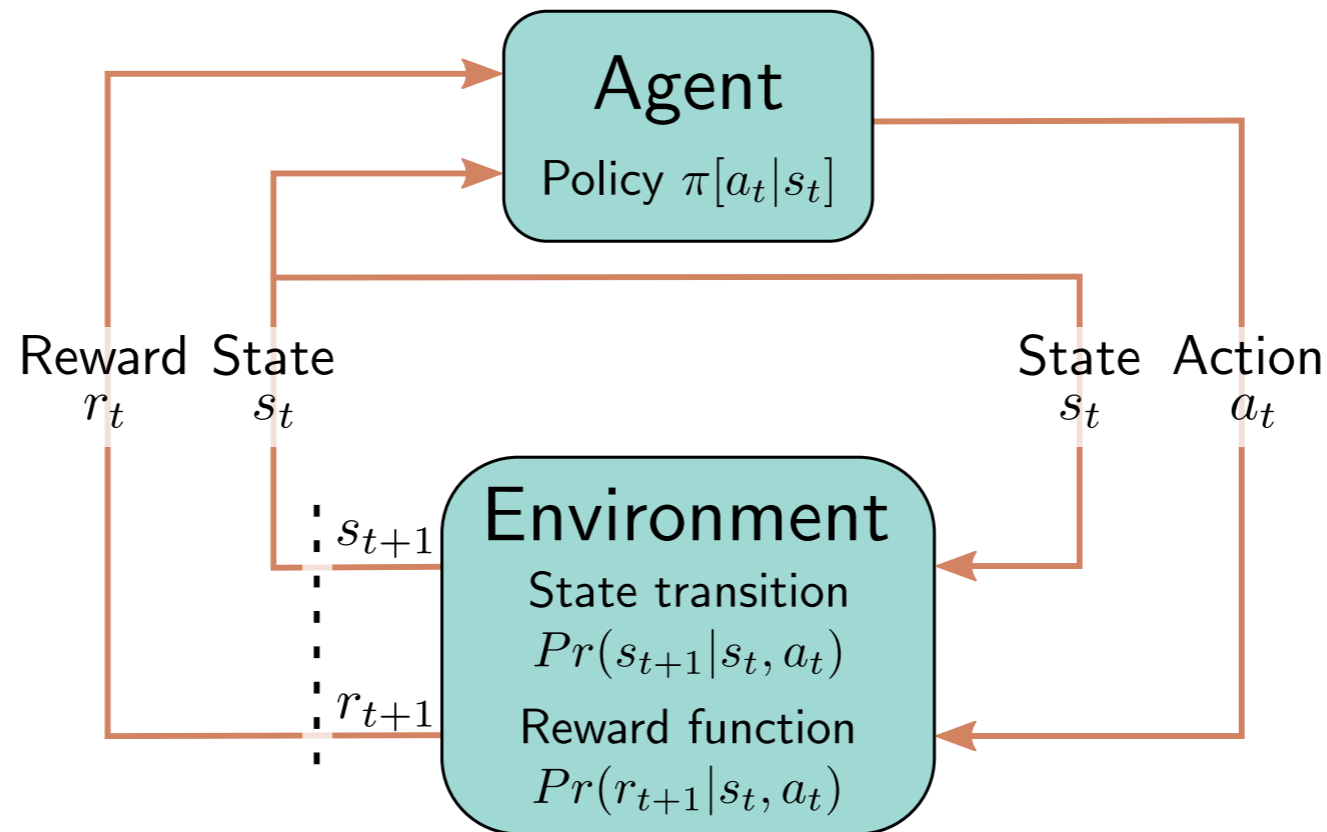 Agent
Policy π[a_t|s_t]
Reward State State Action
r_t s_t s_t a_t
Environment
s_{t+1}
State transition
Pr(s_{t+1}|s_t, a_t)
r_{t+1}
Reward function
Pr(r_{t+1}|s_t, a_t)